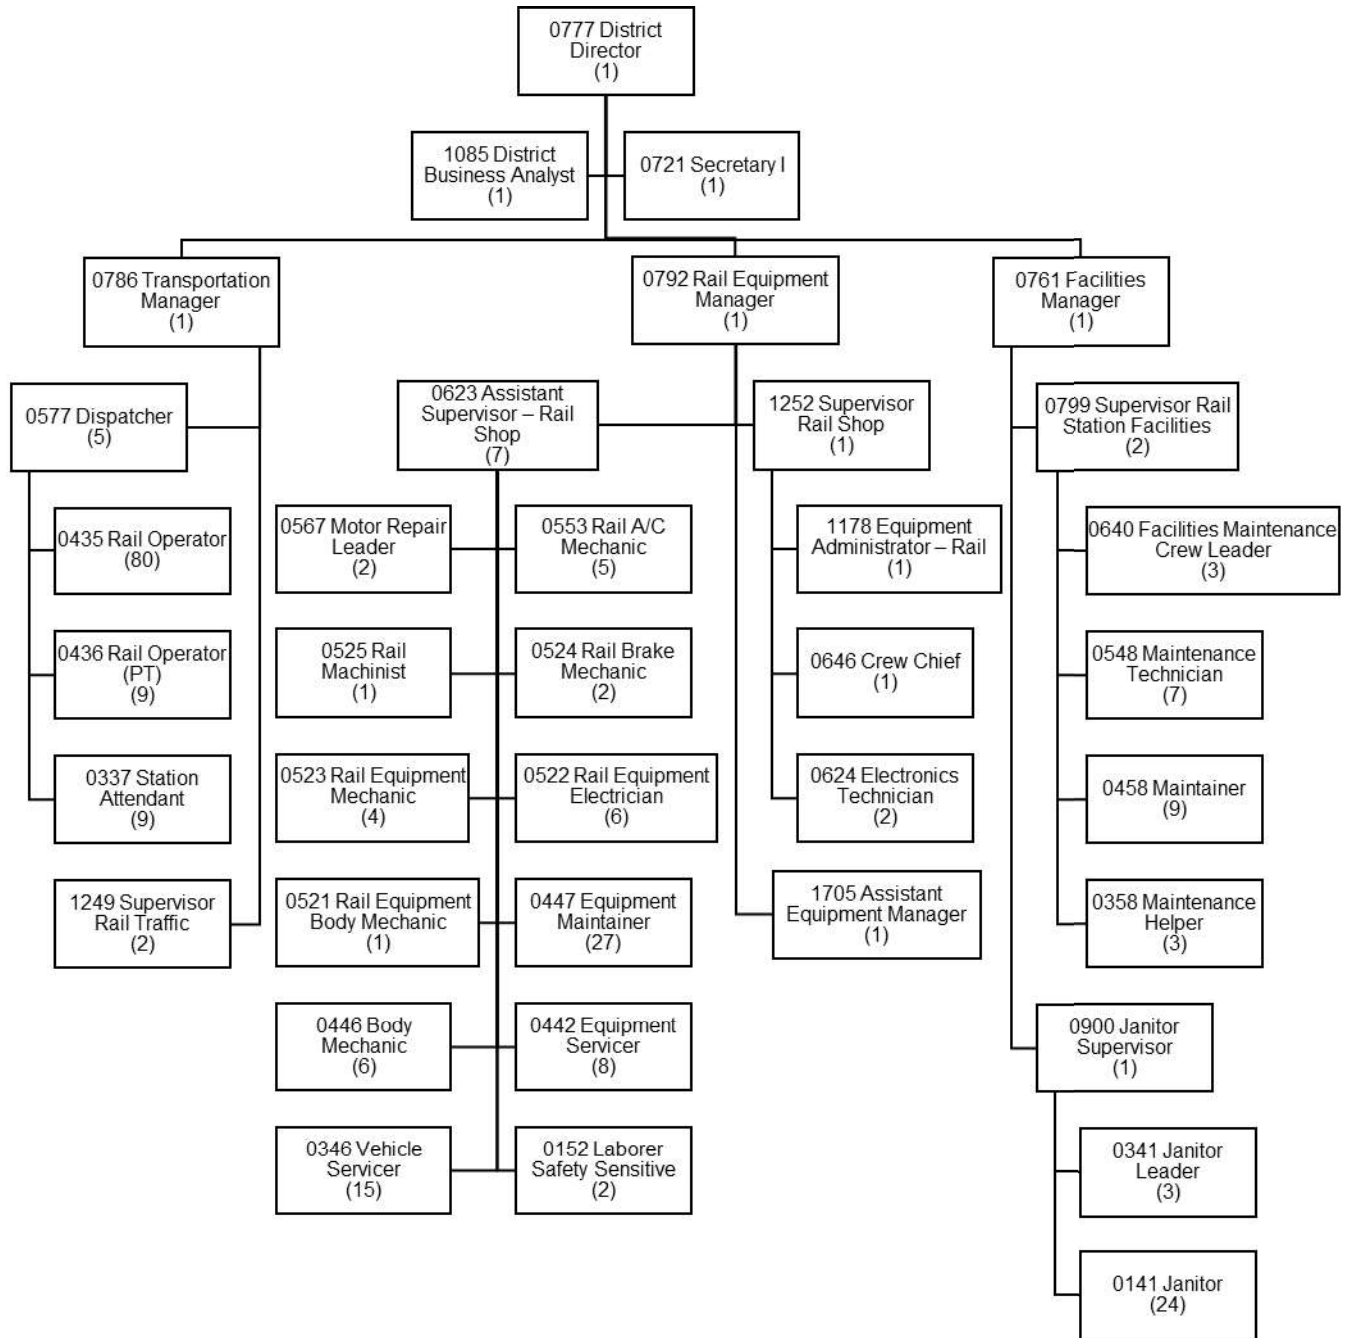 0777 District
Director
(1)
1085 District
Business Analyst
(1)
0721 Secretary I
(1)
0786 Transportation
Manager
(1)
0792 Rail Equipment
Manager
(1)
0761 Facilities
Manager
(1)
0577 Dispatcher
(5)
0623 Assistant
Supervisor – Rail
Shop
(7)
1252 Supervisor
Rail Shop
(1)
0799 Supervisor Rail
Station Facilities
(2)
0435 Rail Operator
(80)
0567 Motor Repair
Leader
(2)
0553 Rail A/C
Mechanic
(5)
1178 Equipment
Administrator – Rail
(1)
0640 Facilities Maintenance
Crew Leader
(3)
0436 Rail Operator
(PT)
(9)
0525 Rail
Machinist
(1)
0524 Rail Brake
Mechanic
(2)
0646 Crew Chief
(1)
0548 Maintenance
Technician
(7)
0337 Station
Attendant
(9)
0523 Rail Equipment
Mechanic
(4)
0522 Rail Equipment
Electrician
(6)
0624 Electronics
Technician
(2)
0458 Maintainer
(9)
1249 Supervisor
Rail Traffic
(2)
0521 Rail Equipment
Body Mechanic
(1)
0447 Equipment
Maintainer
(27)
1705 Assistant
Equipment Manager
(1)
0358 Maintenance
Helper
(3)
0446 Body
Mechanic
(6)
0442 Equipment
Servicer
(8)
0900 Janitor
Supervisor
(1)
0346 Vehicle
Servicer
(15)
0152 Laborer
Safety Sensitive
(2)
0341 Janitor
Leader
(3)
0141 Janitor
(24)